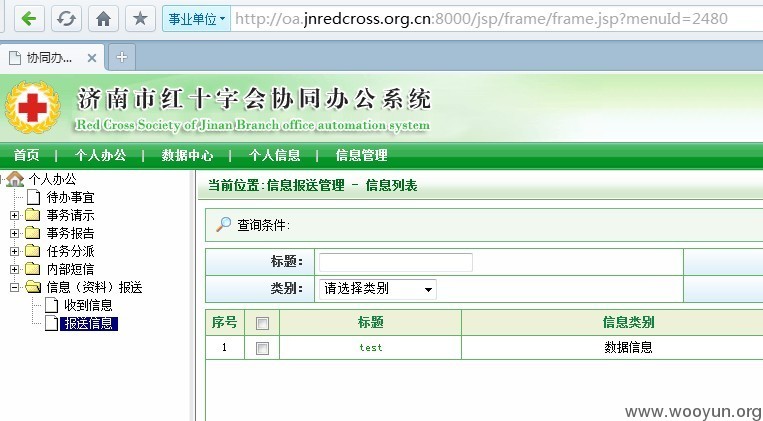 事业单位 http://oa.jnredcross.org.cn:8000/jsp/frame/frame.jsp?menuId=2480
协同办...
济南市红十字会协同办公系统
Red Cross Society of Jinan Branch office automation system
首页 | 个人办公 | 数据中心 | 个人信息 | 信息管理
个人办公
待办事宜
事务请示
事务报告
任务分派
内部短信
信息（资料）报送
收到信息
报送信息
当前位置:信息报送管理 - 信息列表
查询条件:
标题:
类别: 请选择类别
序号 标题 信息类别
1 test 数据信息
www.wooyun.org